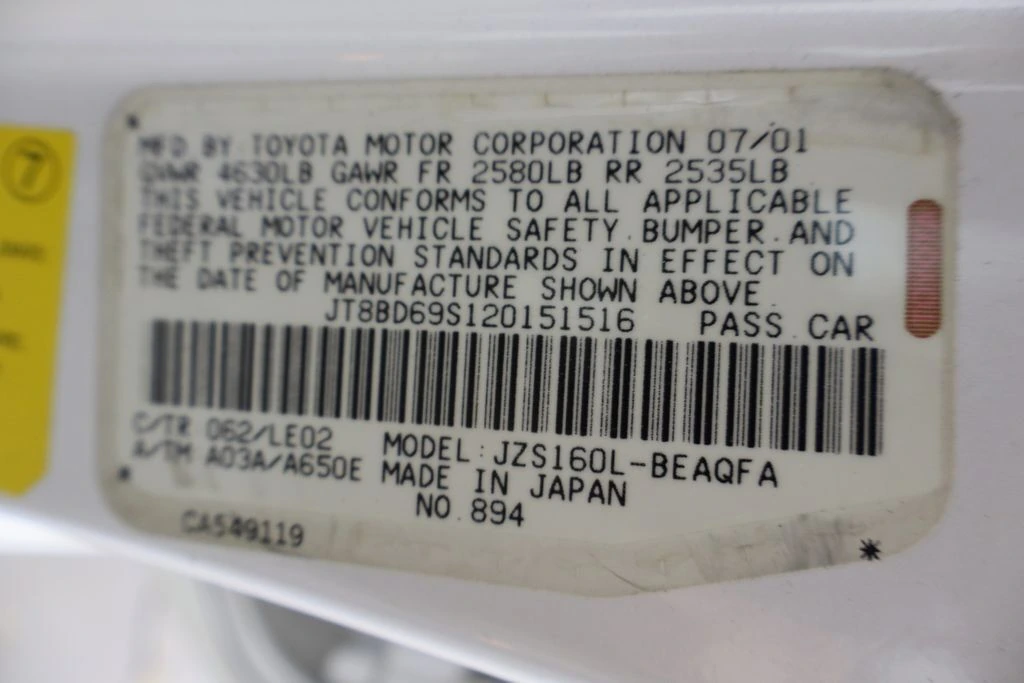 MFD BY TOYOTA MOTOR CORPORATION 07/01
GVWR 4630LB GAWR FR 2580LB RR 2535LB
THIS VEHICLE CONFORMS TO ALL APPLICABLE
FEDERAL MOTOR VEHICLE SAFETY.BUMPER.AND
THEFT PREVENTION STANDARDS IN EFFECT ON
THE DATE OF MANUFACTURE SHOWN ABOVE.
JT8BD69S120151516 PASS.CAR
C/TR 062/LE02
A/TM A03A/A650E
MODEL:JZS160L-BEAQFA
MADE IN JAPAN
NO.894
CA549119
7